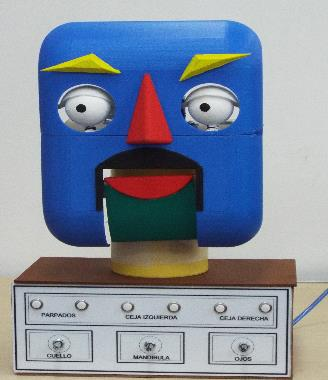 PARPADOS CEJA IZQUIERDA CEJA DERECHA
CUELLO MANDIBULA OJOS